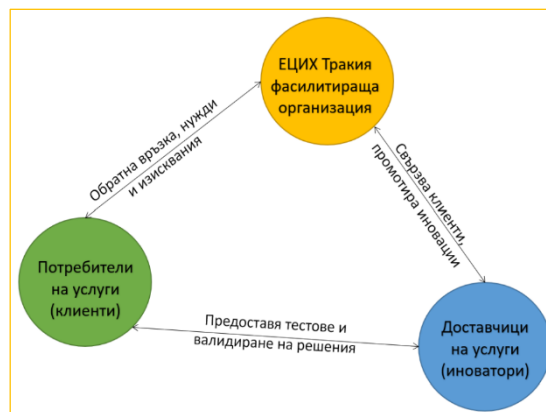 ЕЦИХ Тракия
фасилитираща
организация
Обратна връзка, нужди
и изисквания
Свързва клиенти,
промотира иновации
Потребители
на услуги
(клиенти)
Предоставя тестове и
валидиране на решения
Доставчици
на услуги
(иноватори)